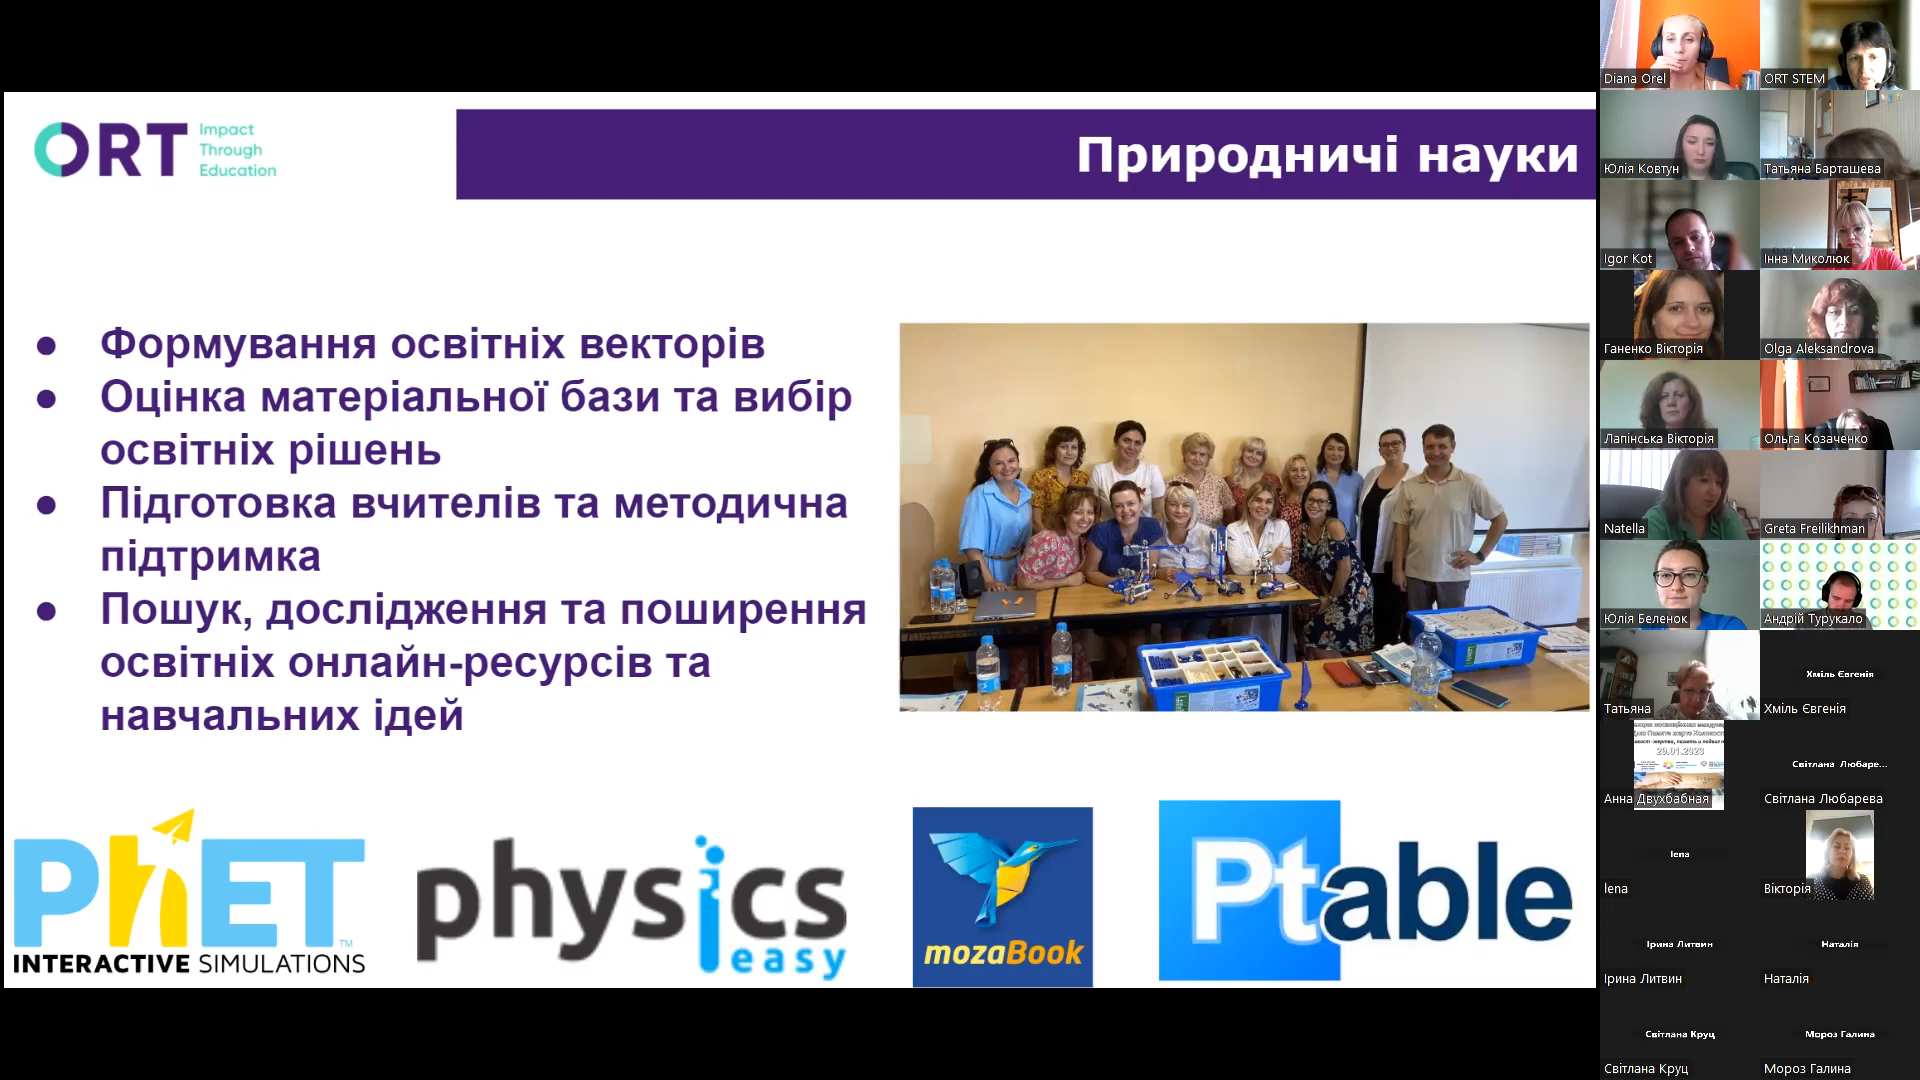 ORT
Impact
Through
Education
Природничі науки
● Формування освітніх векторів
● Оцінка матеріальної бази та вибір
освітніх рішень
● Підготовка вчителів та методична
підтримка
● Пошук, дослідження та поширення
освітніх онлайн-ресурсів та
навчальних ідей
PhET
TM
INTERACTIVE SIMULATIONS
physics
easy
mozaBook
Ptable
Diana Orel
ORT STEM
Юлія Ковтун
Татьяна Барташева
Igor Kot
Інна Миколюк
Ганенко Вікторія
Olga Aleksandrova
Лапінська Вікторія
Ольга Козаченко
Natella
Greta Freilikhman
Юлія Беленок
Андрій Турукало
Татьяна
Хміль Євгенія
Хміль Євгенія
20.01.2023
Анна Двухбабная
Світлана Любаре...
Світлана Любарева
lena
lena
Вікторія
Ірина Литвин
Ірина Литвин
Наталія
Наталія
Світлана Круц
Світлана Круц
Мороз Галина
Мороз Галина